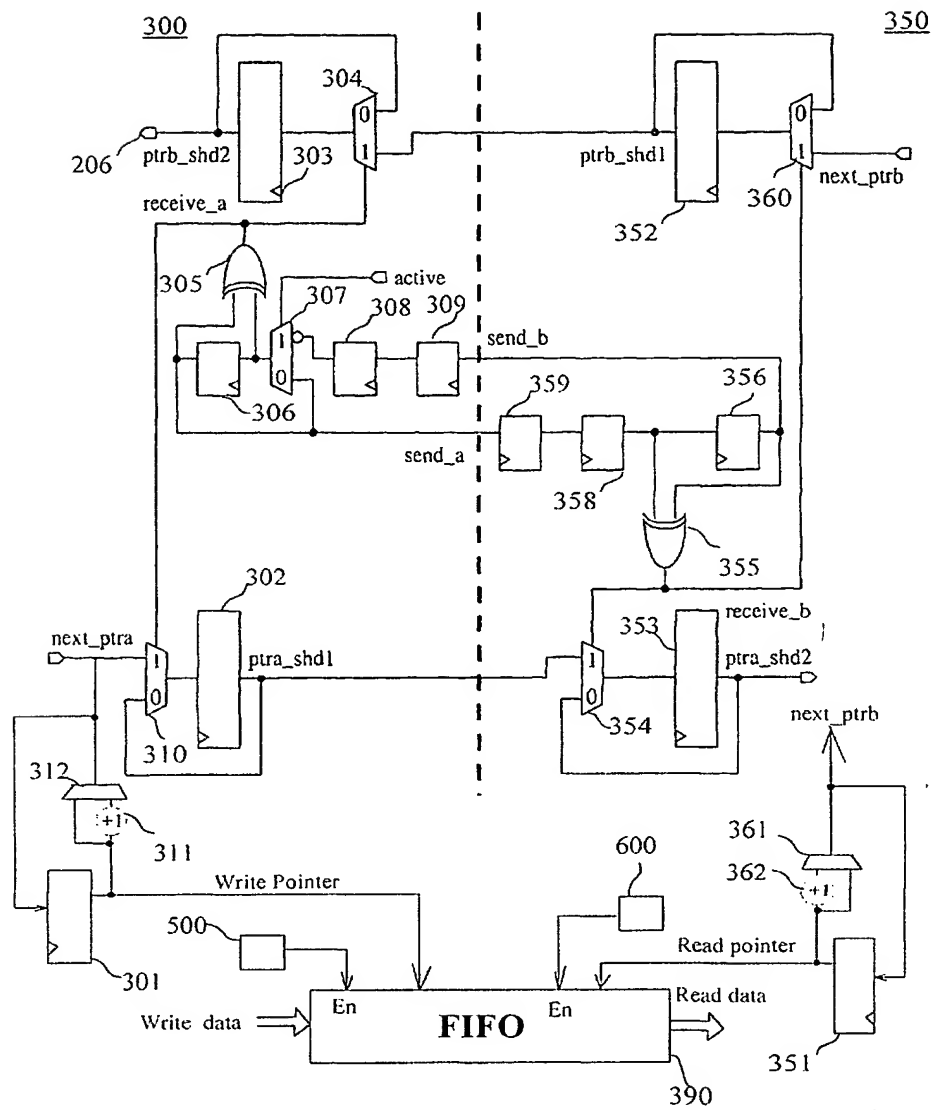 300
350
304
0
1
0
1
206
ptrb_shd2
303
ptrb_shd1
352
360
next_ptrb
receive_a
305
active
307
308
309
send_b
1
0
306
359
356
send_a
358
355
302
next_ptra
1
0
310
ptra_shd1
353
receive_b
1
0
354
ptra_shd2
next_ptrb
312
+1
311
361
362
+1
600
Write Pointer
500
Read pointer
301
En
En
Write data
FIFO
Read data
351
390